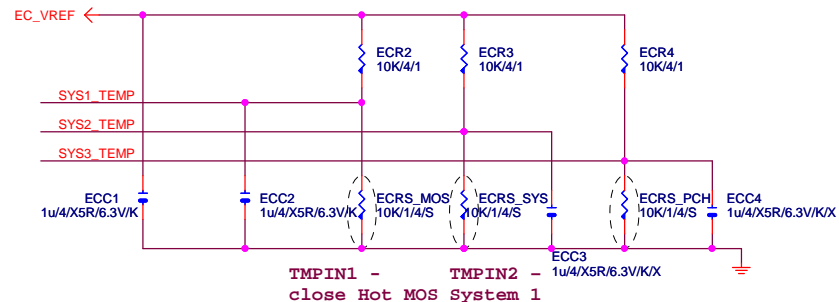 EC_VREF
ECR2
10K/4/1
ECR3
10K/4/1
ECR4
10K/4/1
SYS1_TEMP
SYS2_TEMP
SYS3_TEMP
ECC1
1u/4/X5R/6.3V/K
ECC2
1u/4/X5R/6.3V/K
ECRS_MOS
10K/1/4/S
ECRS_SYS
10K/1/4/S
ECC3
1u/4/X5R/6.3V/K/X
ECRS_PCH
10K/1/4/S
ECC4
1u/4/X5R/6.3V/K/X
TMPIN1 - TMPIN2 -
close Hot MOS System 1